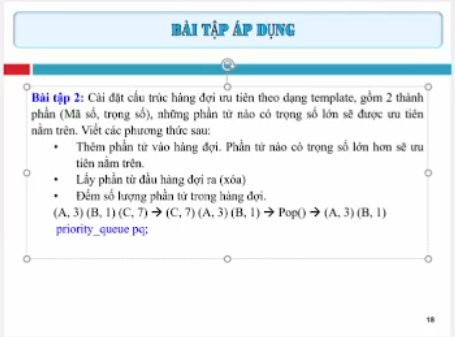 BÀI TẬP ÁP DỤNG
Bài tập 2: Cài đặt cấu trúc hàng đợi ưu tiên theo dạng template, gồm 2 thành
phần (Mã số, trọng số), những phần tử nào có trọng số lớn sẽ được ưu tiên
nằm trên. Viết các phương thức sau:
• Thêm phần tử vào hàng đợi. Phần tử nào có trọng số lớn hơn sẽ ưu
tiên nằm trên.
• Lấy phần tử đầu hàng đợi ra (xóa)
• Đếm số lượng phần tử trong hàng đợi.
(A, 3) (B, 1) (C, 7) → (C, 7) (A, 3) (B, 1) → Pop() → (A, 3) (B, 1)
priority_queue pq;
18